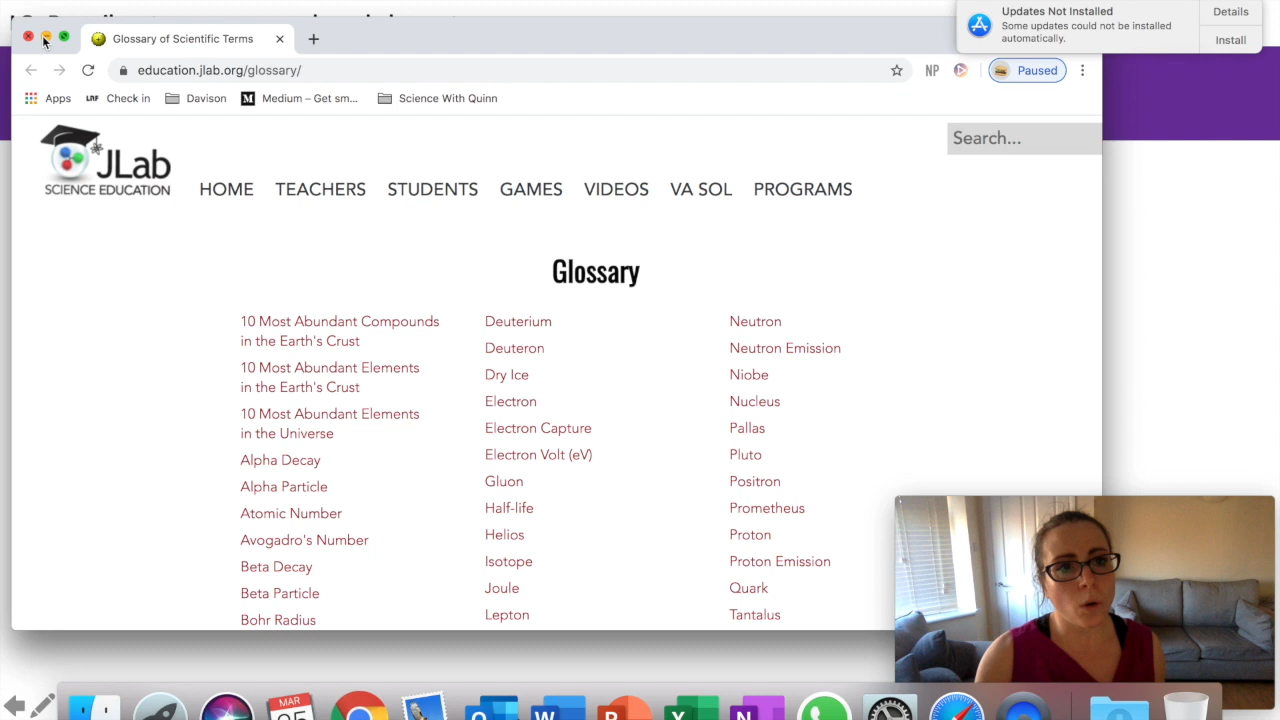 Glossary of Scientific Terms
Updates Not Installed
Some updates could not be installed
automatically.
Details
Install
education.jlab.org/glossary/
NP
Paused
Apps
LNF
Check in
Davison
M
Medium – Get sm...
Science With Quinn
JLab
SCIENCE EDUCATION
HOME
TEACHERS
STUDENTS
GAMES
VIDEOS
VA SOL
PROGRAMS
Search...
Glossary
10 Most Abundant Compounds
in the Earth's Crust
10 Most Abundant Elements
in the Earth's Crust
10 Most Abundant Elements
in the Universe
Alpha Decay
Alpha Particle
Atomic Number
Avogadro's Number
Beta Decay
Beta Particle
Bohr Radius
Deuterium
Deuteron
Dry Ice
Electron
Electron Capture
Electron Volt (eV)
Gluon
Half-life
Helios
Isotope
Joule
Lepton
Neutron
Neutron Emission
Niobe
Nucleus
Pallas
Pluto
Positron
Prometheus
Proton
Proton Emission
Quark
Tantalus
MAR
W
P
X
N